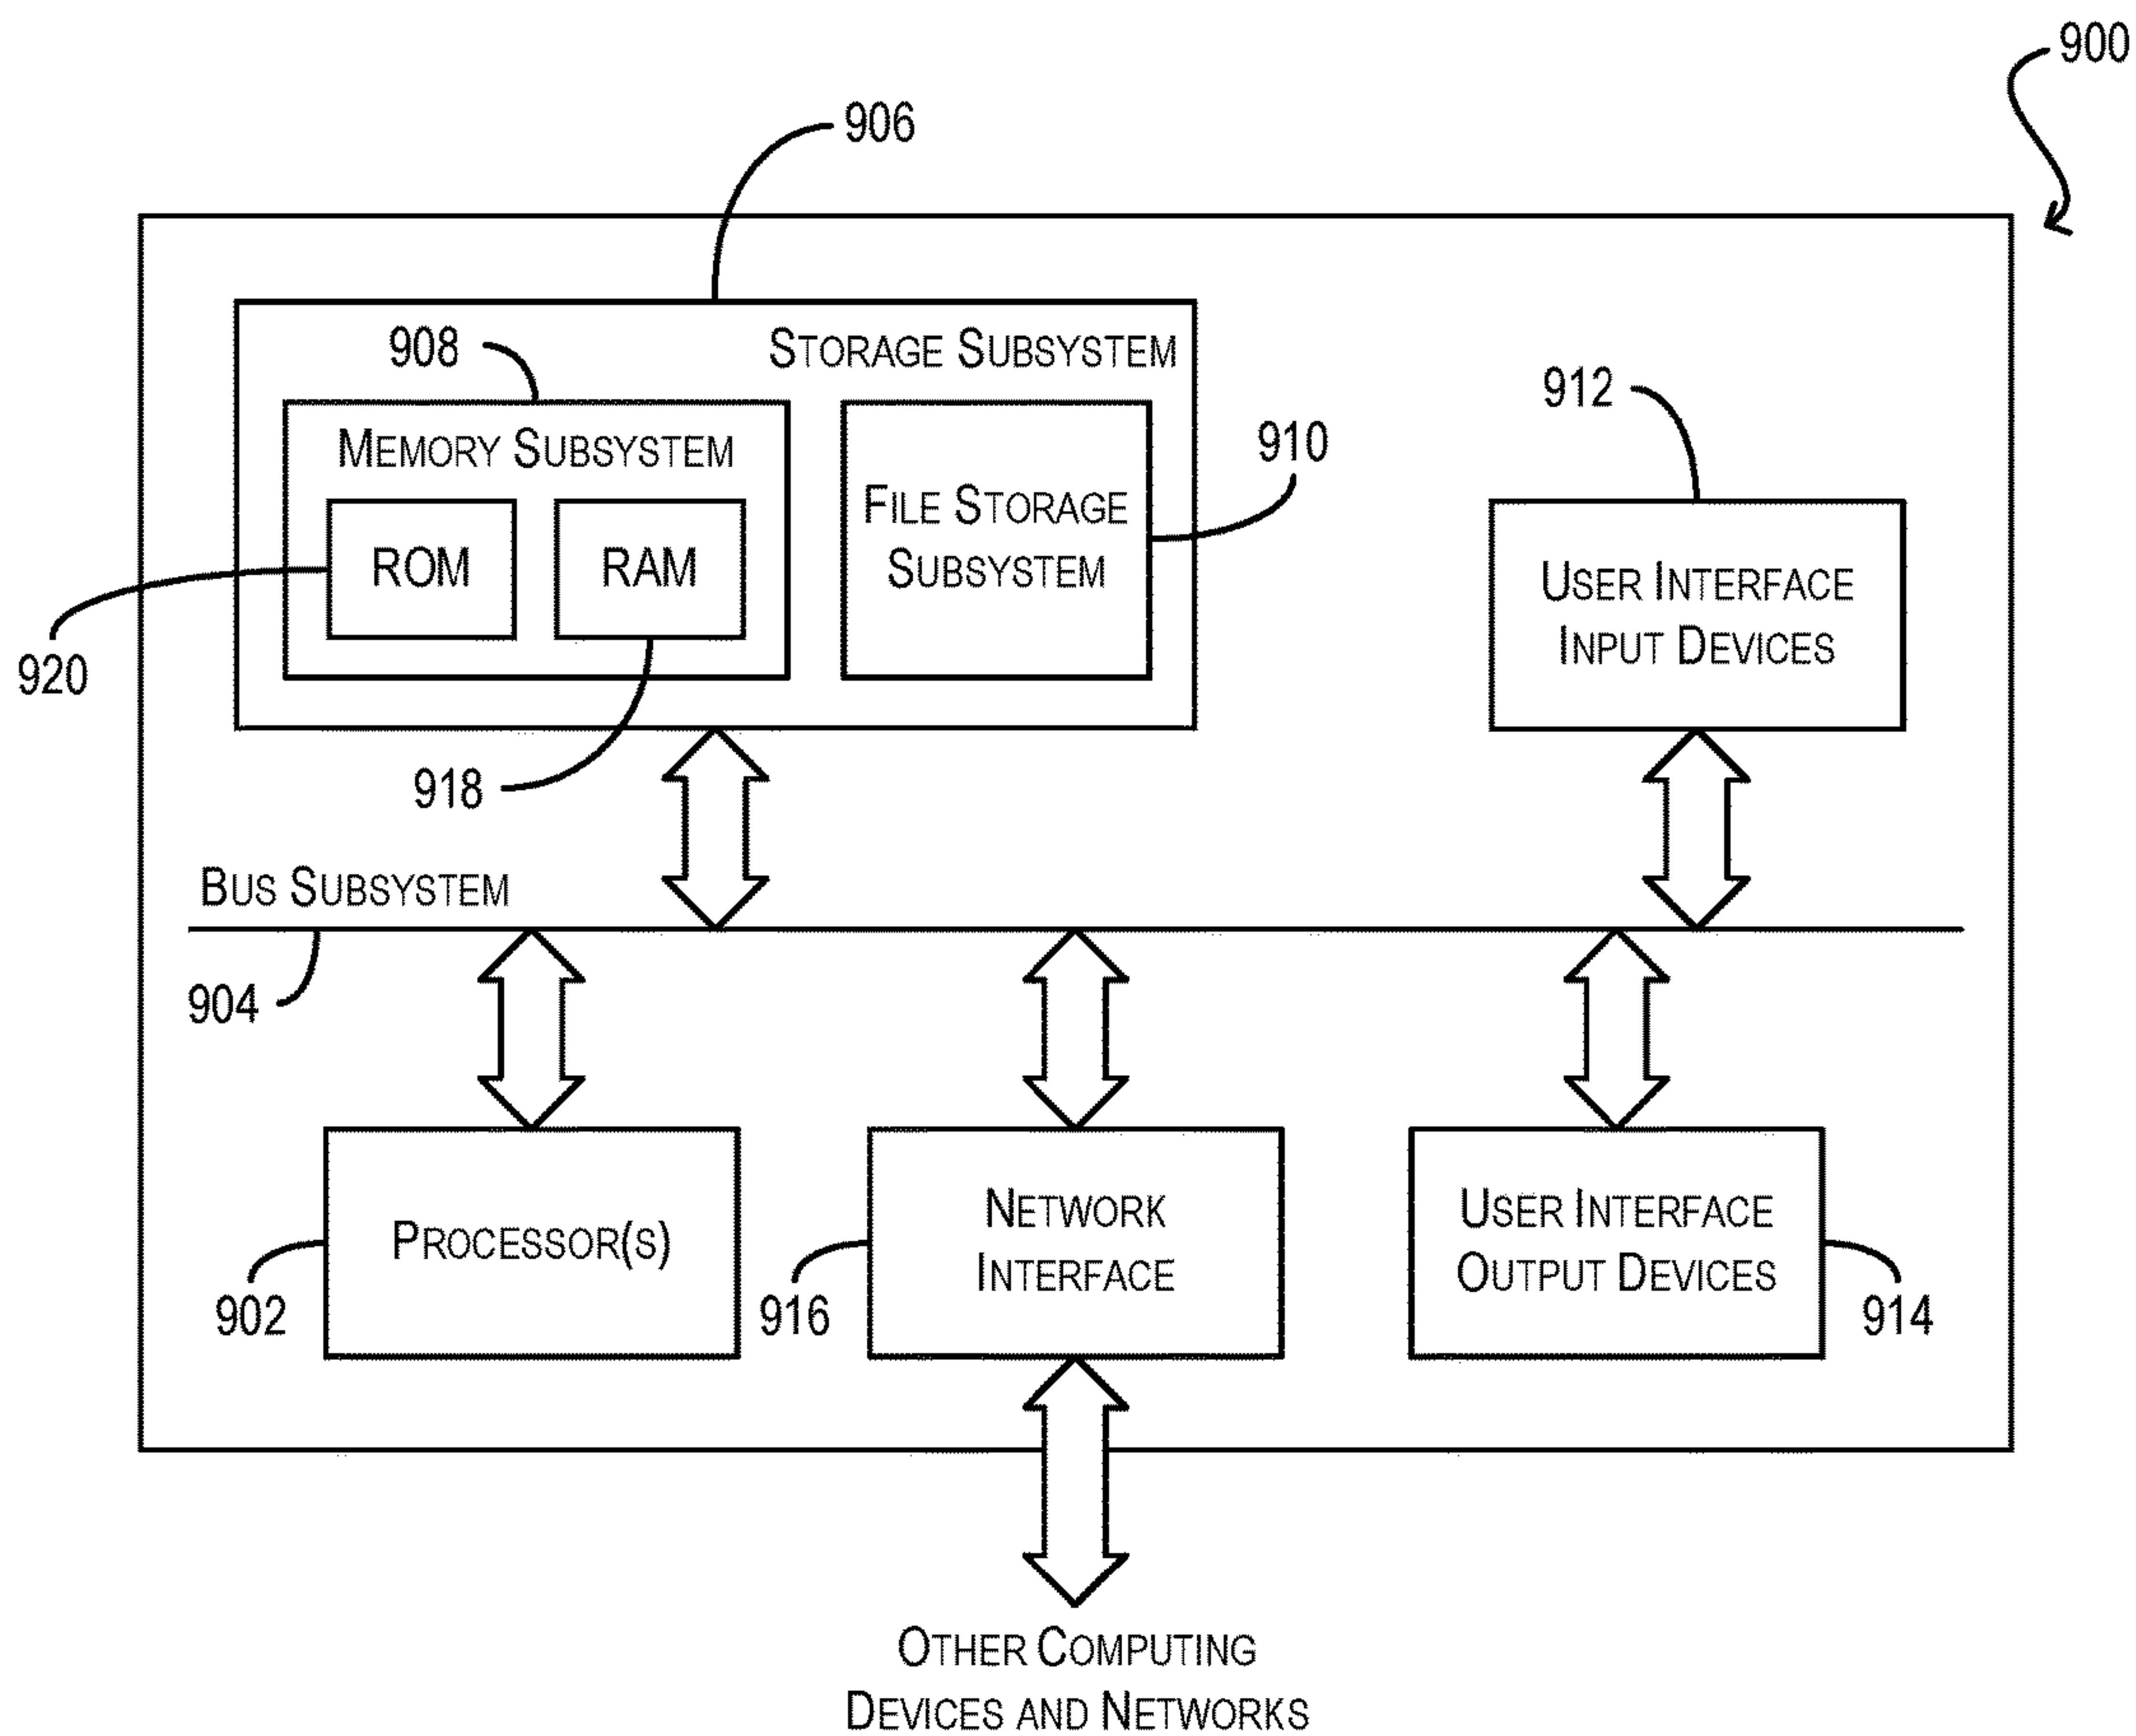 900
906
908
STORAGE SUBSYSTEM
912
MEMORY SUBSYSTEM
910
FILE STORAGE
SUBSYSTEM
ROM
RAM
USER INTERFACE
INPUT DEVICES
920
918
BUS SUBSYSTEM
904
PROCESSOR(S)
NETWORK
INTERFACE
USER INTERFACE
OUTPUT DEVICES
902
916
914
OTHER COMPUTING
DEVICES AND NETWORKS